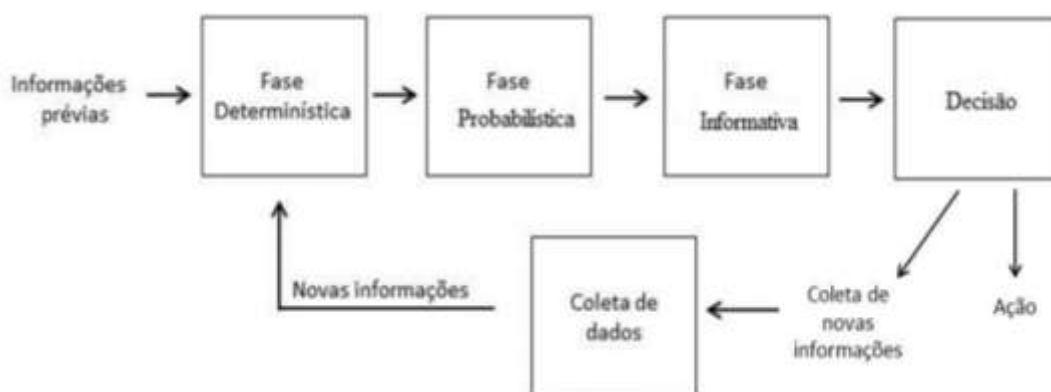 Informações
prévias
Fase
Determinística
Fase
Probabilística
Fase
Informativa
Decisão
Novas informações
Coleta de
dados
Coleta de
novas
informações
Ação